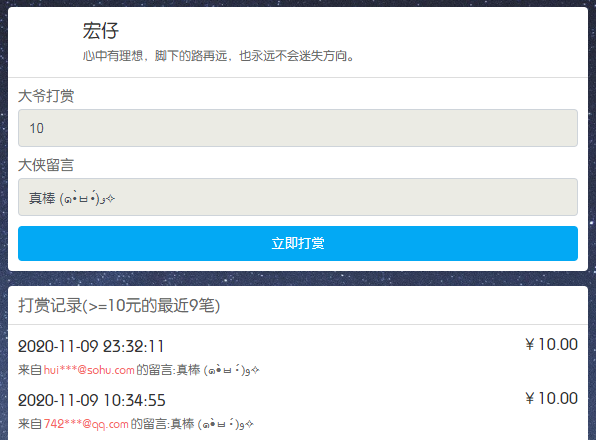 宏仔
心中有理想，脚下的路再远，也永远不会迷失方向。
大爷打赏
10
大侠留言
真棒 (๑•̀ㅂ•́)و✧
立即打赏
打赏记录(>=10元的最近9笔)
2020-11-09 23:32:11 ￥10.00
来自hui***@sohu.com的留言:真棒 (๑•̀ㅂ•́)و✧
2020-11-09 10:34:55 ￥10.00
来自742***@qq.com的留言:真棒 (๑•̀ㅂ•́)و✧